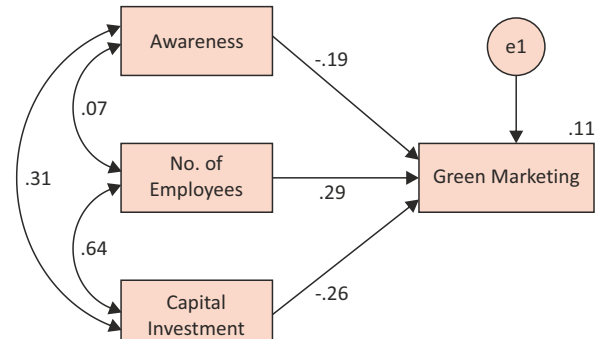 Awareness
-.19
e1
.07
.11
No. of
Employees
Green Marketing
.31
.29
.64
-.26
Capital
Investment